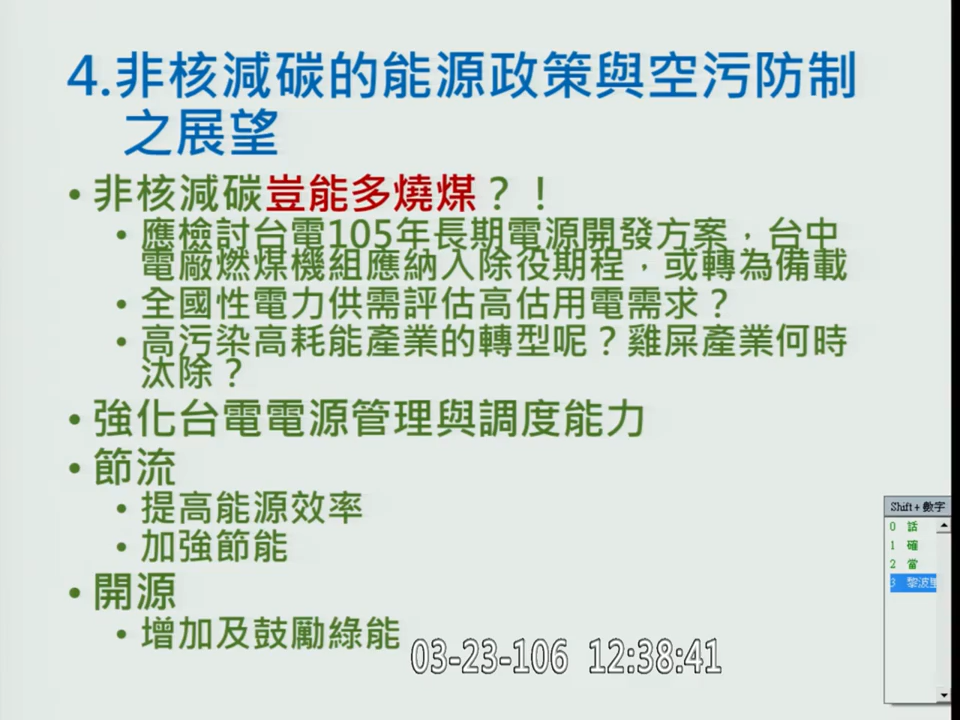 4.非核減碳的能源政策與空污防制
之展望
• 非核減碳豈能多燒煤？！
• 應檢討台電105年長期電源開發方案，台中
電廠燃煤機組應納入除役期程，或轉為備載
• 全國性電力供需評估高估用電需求？
• 高污染高耗能產業的轉型呢？雞屎產業何時
汰除？
• 強化台電電源管理與調度能力
• 節流
• 提高能源效率
• 加強節能
• 開源
• 增加及鼓勵綠能
03-23-106 12:38:41
Shift+數字
0 話
1 確
2 當
3 黎波里